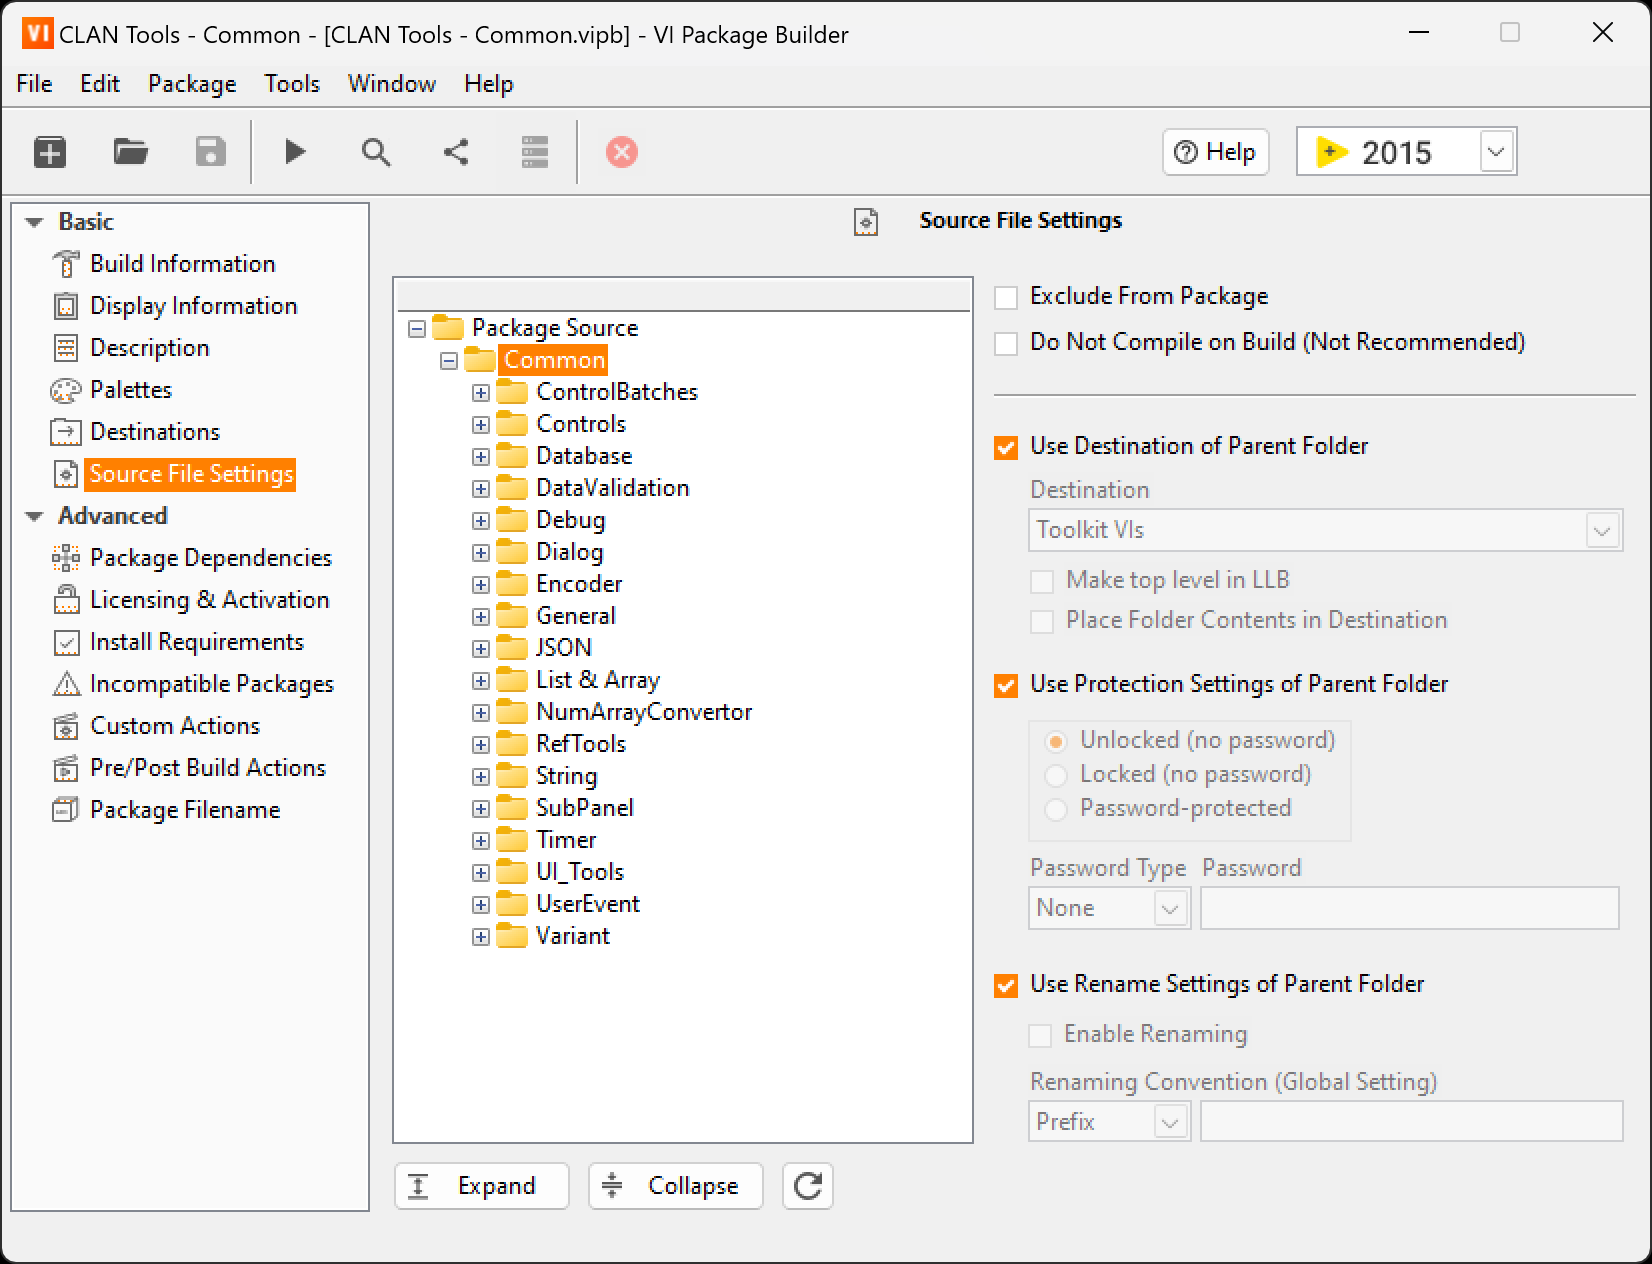 VI CLAN Tools - Common - [CLAN Tools - Common.vipb] - VI Package Builder
File Edit Package Tools Window Help
Help 2015
Basic
Build Information
Display Information
Description
Palettes
Destinations
Source File Settings
Advanced
Package Dependencies
Licensing & Activation
Install Requirements
Incompatible Packages
Custom Actions
Pre/Post Build Actions
Package Filename
Source File Settings
Package Source
Common
ControlBatches
Controls
Database
DataValidation
Debug
Dialog
Encoder
General
JSON
List & Array
NumArrayConvertor
RefTools
String
SubPanel
Timer
UI_Tools
UserEvent
Variant
Expand Collapse
Exclude From Package
Do Not Compile on Build (Not Recommended)
Use Destination of Parent Folder
Destination
Toolkit VIs
Make top level in LLB
Place Folder Contents in Destination
Use Protection Settings of Parent Folder
Unlocked (no password)
Locked (no password)
Password-protected
Password Type Password
None
Use Rename Settings of Parent Folder
Enable Renaming
Renaming Convention (Global Setting)
Prefix